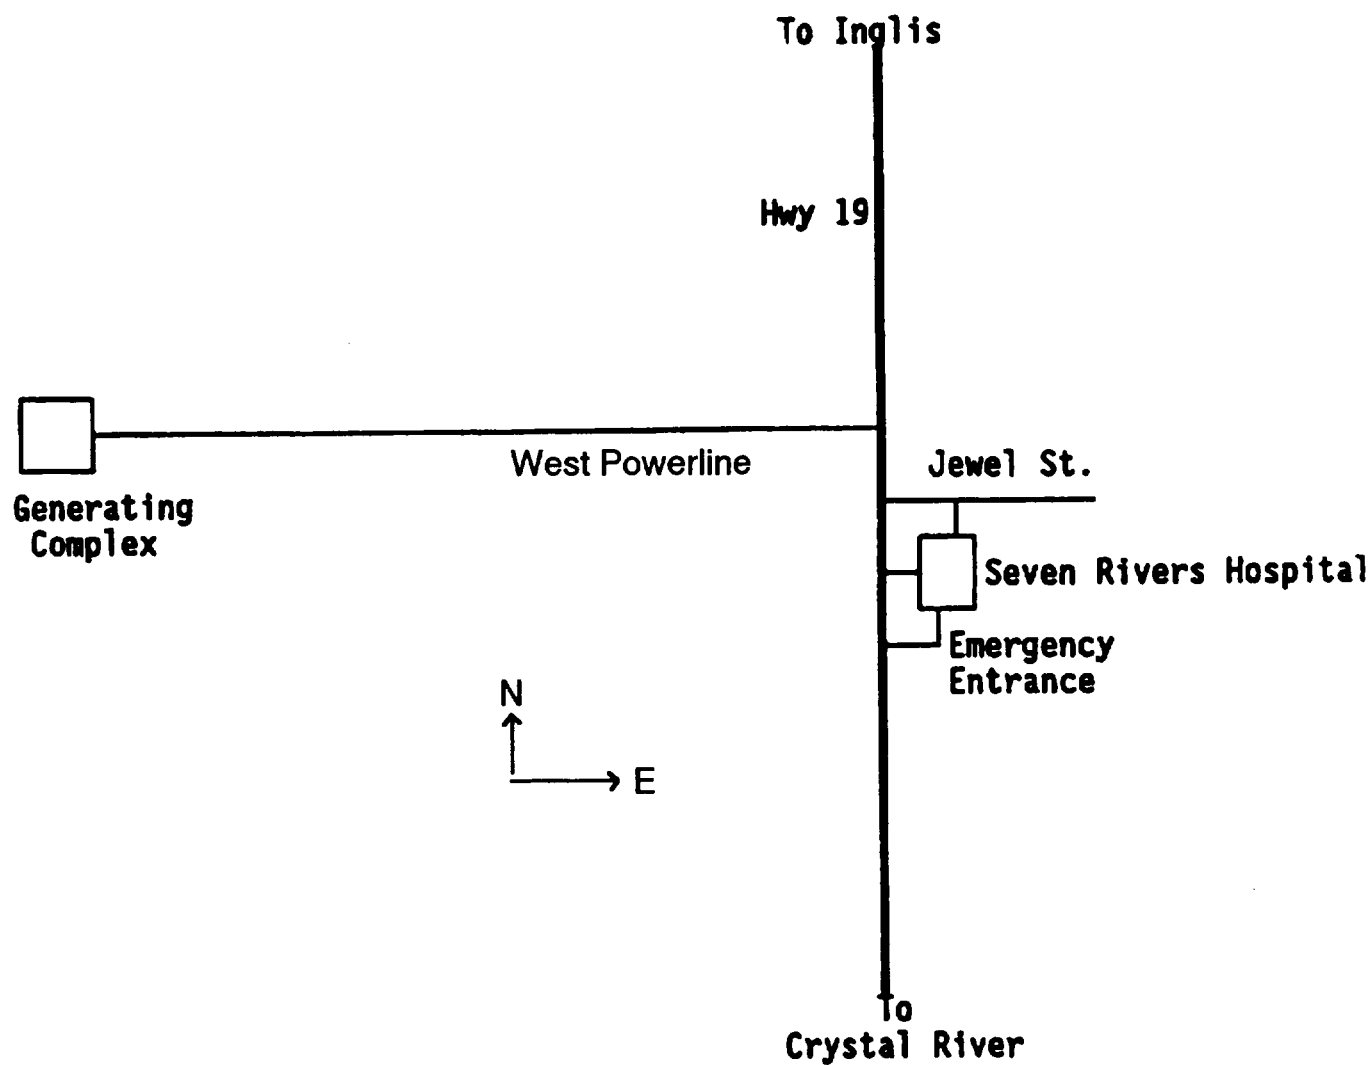 To Inglis
Hwy 19
West Powerline
Jewel St.
Generating
Complex
Seven Rivers Hospital
Emergency
Entrance
N
E
To
Crystal River